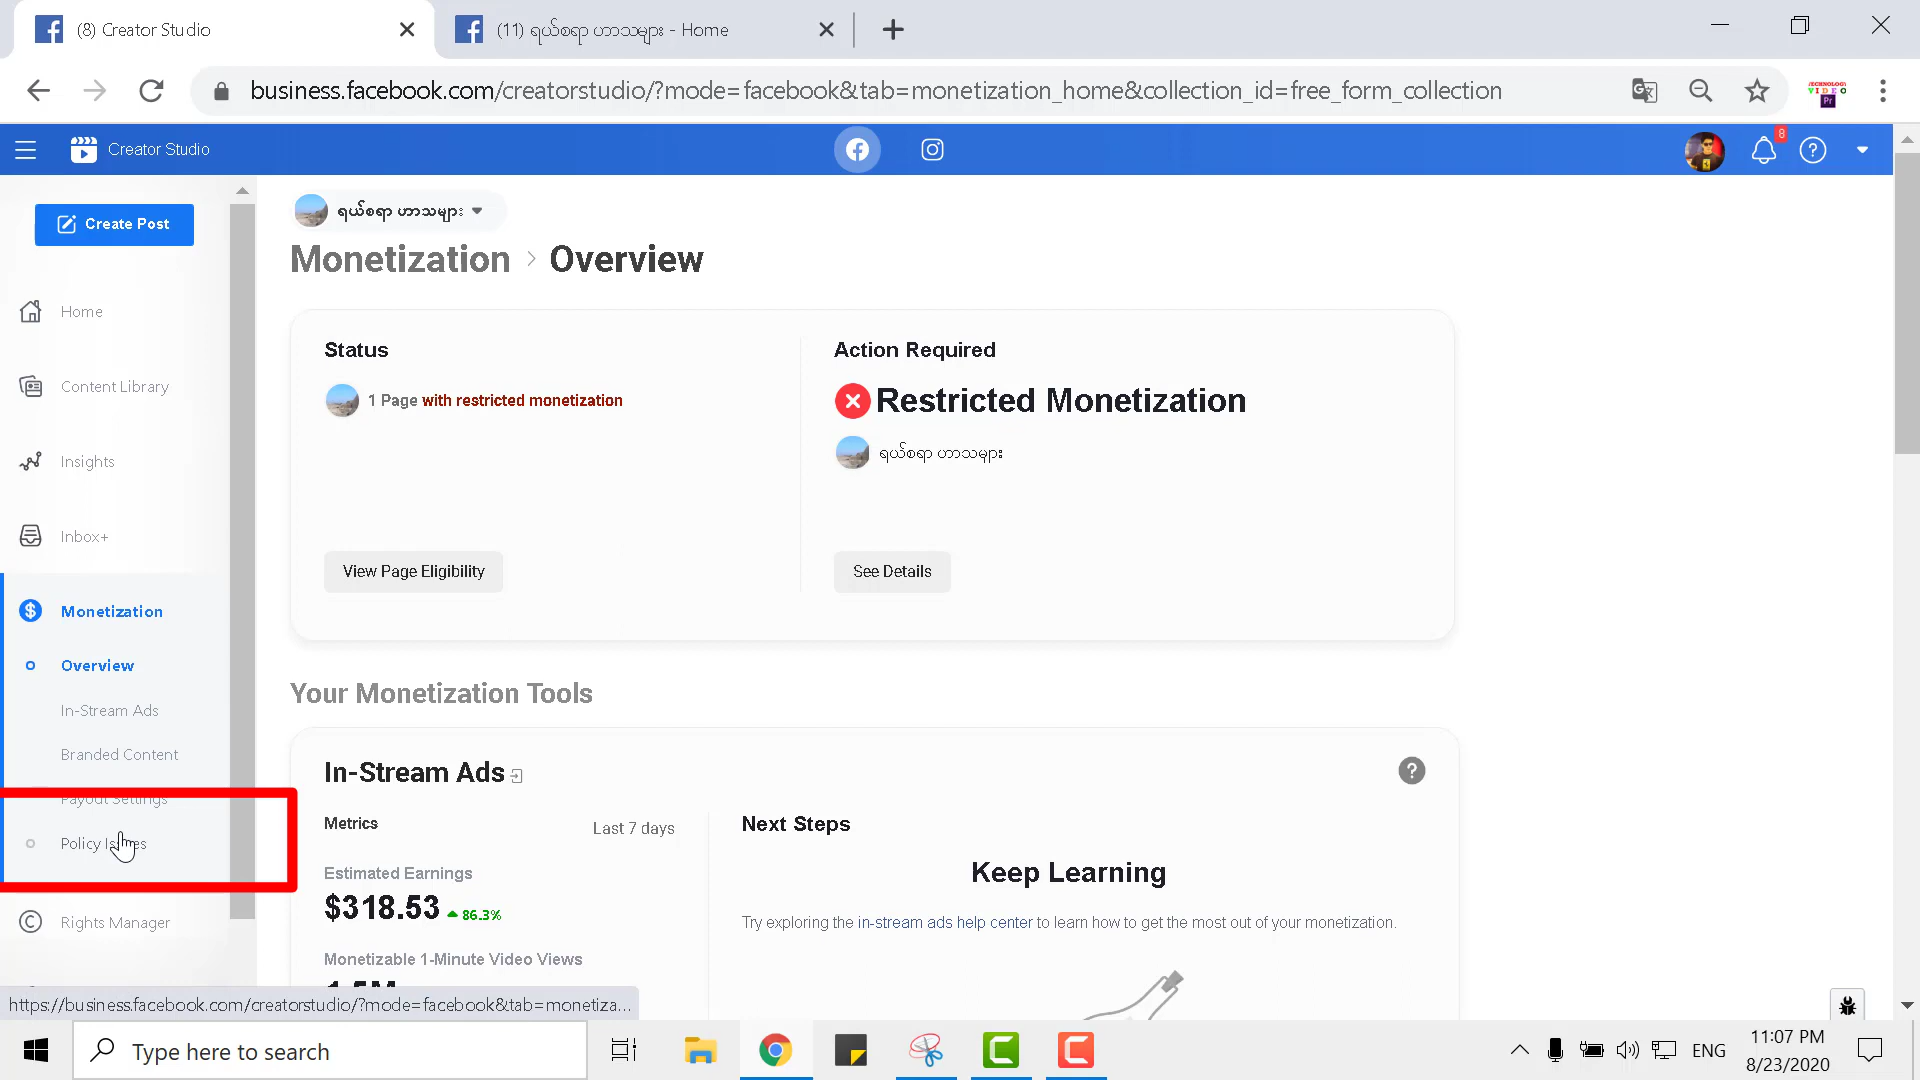 (8) Creator Studio
(11) ရယ်စရာ ဟာသများ - Home
business.facebook.com/creatorstudio/?mode=facebook&tab=monetization_home&collection_id=free_form_collection
TECHNOLOGY
VIDEO
Pr
Creator Studio
8
Create Post
ရယ်စရာ ဟာသများ
Monetization > Overview
Home
Content Library
Insights
Inbox+
Monetization
Overview
In-Stream Ads
Branded Content
Payout Settings
Policy Issues
Rights Manager
Status
1 Page with restricted monetization
View Page Eligibility
Action Required
Restricted Monetization
ရယ်စရာ ဟာသများ
See Details
Your Monetization Tools
In-Stream Ads
Metrics
Last 7 days
Estimated Earnings
$318.53 86.3%
Monetizable 1-Minute Video Views
1.5M
Next Steps
Keep Learning
Try exploring the in-stream ads help center to learn how to get the most out of your monetization.
https://business.facebook.com/creatorstudio/?mode=facebook&tab=monetiza...
Type here to search
ENG
11:07 PM
8/23/2020